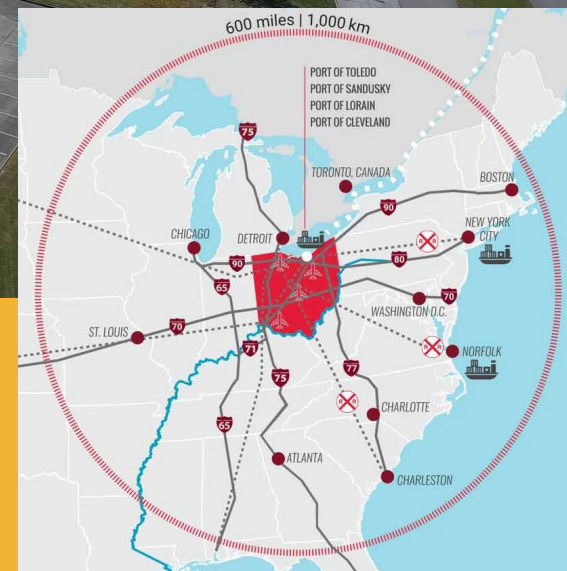 600 miles | 1,000 km
PORT OF TOLEDO
PORT OF SANDUSKY
PORT OF LORAIN
PORT OF CLEVELAND
75
TORONTO, CANADA
BOSTON
90
NEW YORK
CITY
CHICAGO
DETROIT
R R
90
80
65
70
WASHINGTON D.C.
ST. LOUIS
70
71
R R
NORFOLK
75
77
R R
CHARLOTTE
65
ATLANTA
CHARLESTON